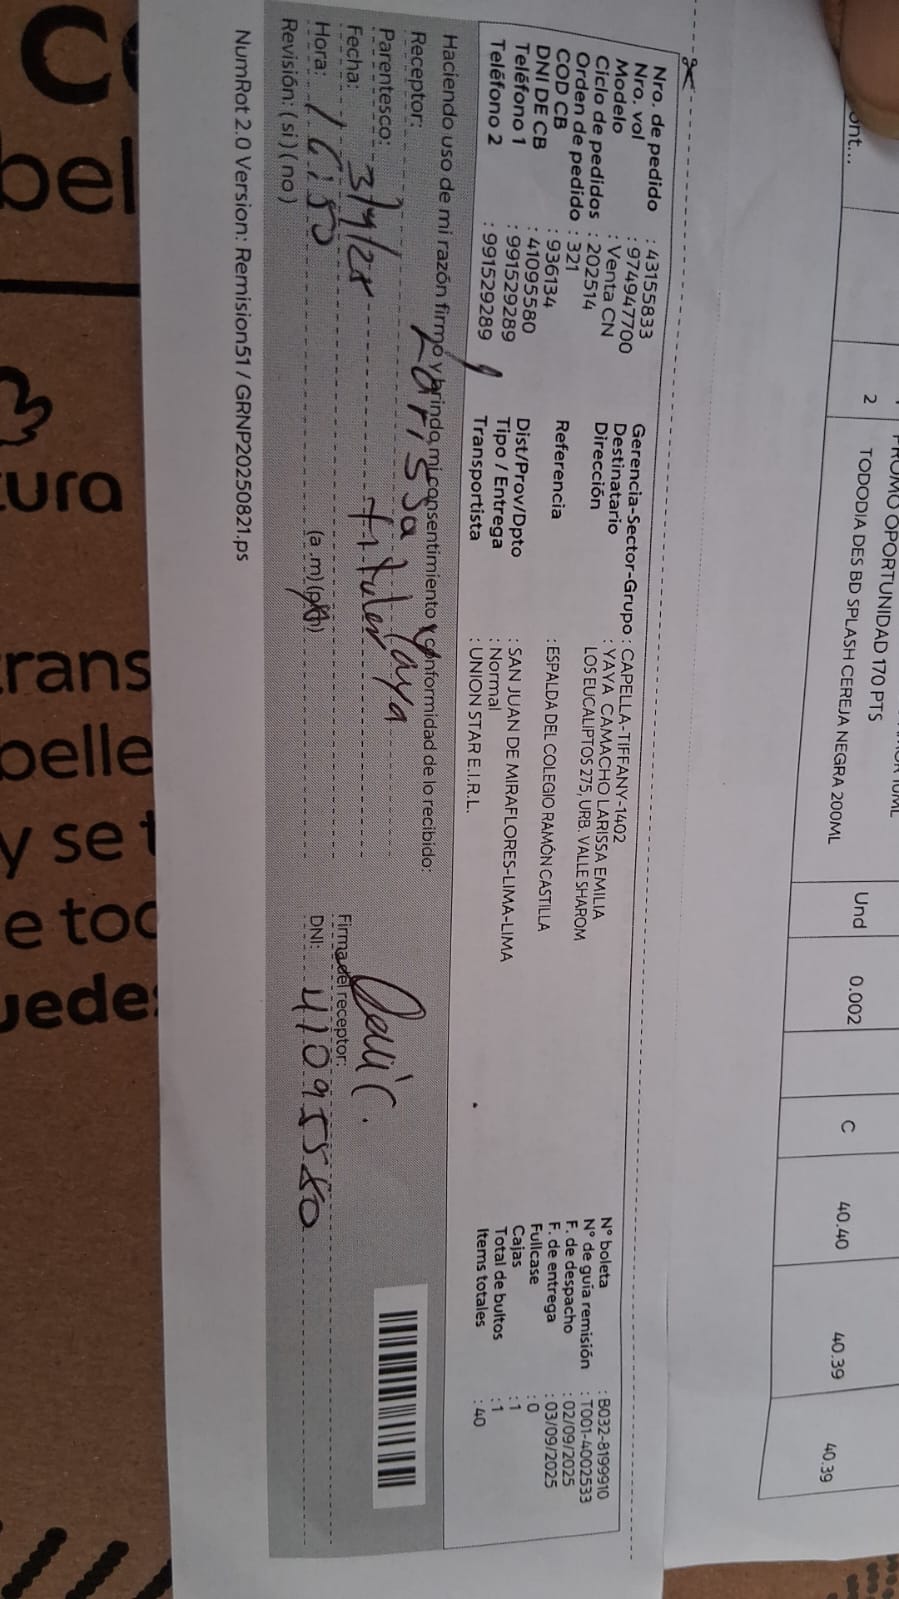 PROMO OPORTUNIDAD 170 PTS
2 TODODIA DES BD SPLASH CEREJA NEGRA 200ML Und 0.002 C 40.40 40.39 40.39
Nro. de pedido : 43155833
Nro. vol : 974947700
Modelo : Venta CN
Ciclo de pedidos : 202514
Orden de pedido : 321
COD CB : 936134
DNI DE CB : 41095580
Teléfono 1 : 991529289
Teléfono 2 : 991529289
Gerencia-Sector-Grupo : CAPELLA-TIFFANY-1402
Destinatario : YAYA CAMACHO LARISSA EMILIA
Dirección LOS EUCALIPTOS 275, URB. VALLE SHAROM
Referencia : ESPALDA DEL COLEGIO RAMÓN CASTILLA
Dist/Prov/Dpto : SAN JUAN DE MIRAFLORES-LIMA-LIMA
Tipo / Entrega : Normal
Transportista : UNION STAR E.I.R.L.
N° boleta : B032-8199910
N° de guia remisión : T001-4002533
F. de despacho : 02/09/2025
F. de entrega : 03/09/2025
Fullcase : 0
Cajas : 1
Total de bultos : 1
Items totales : 40
Haciendo uso de mi razón firmo y brindo mi consentimiento y conformidad de lo recibido:
Receptor: Larissa Yaya
Parentesco: titular
Fecha: 3/9/25
Hora: (a.m) (p.m)
Revisión: (si) (no)
Firma del receptor:
DNI: 41095580
NumRot 2.0 Version: Remision51 / GRNP20250821.ps
tura
trans
belle
y se t
e toc
uede